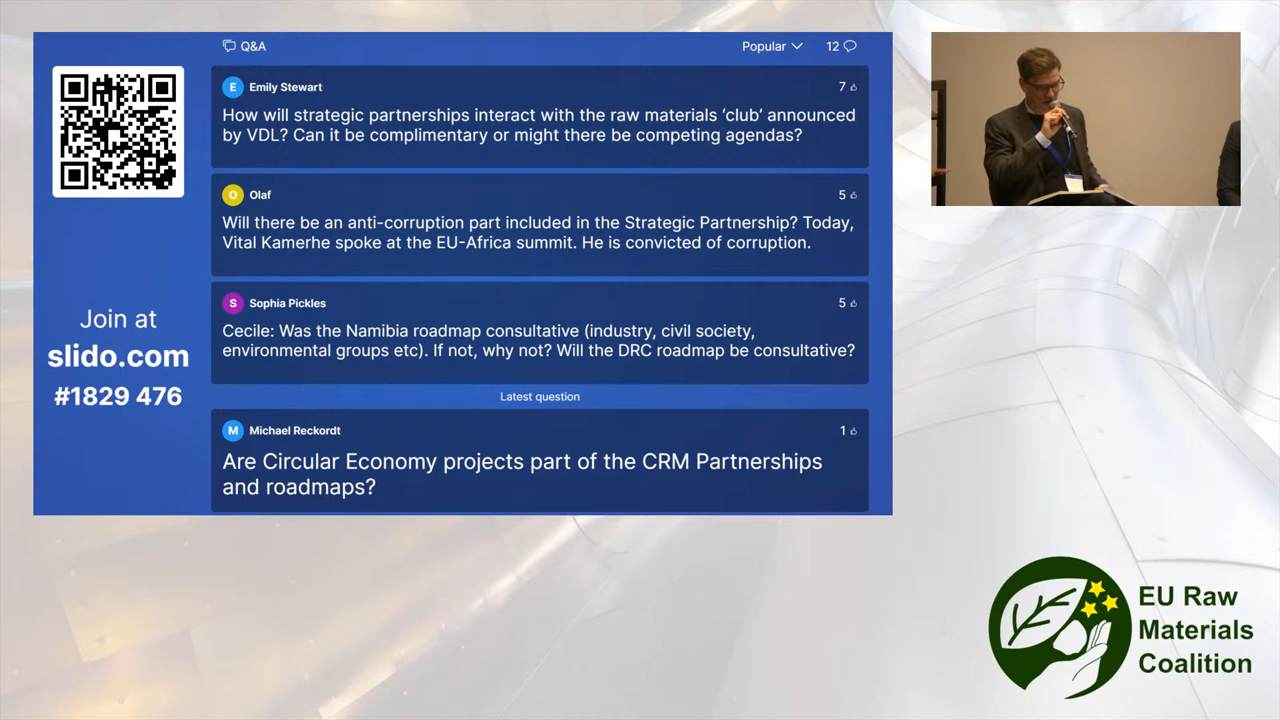 Q&A
Popular
12
E
Emily Stewart
7
How will strategic partnerships interact with the raw materials ‘club’ announced
by VDL? Can it be complimentary or might there be competing agendas?
O
Olaf
5
Will there be an anti-corruption part included in the Strategic Partnership? Today,
Vital Kamerhe spoke at the EU-Africa summit. He is convicted of corruption.
S
Sophia Pickles
5
Cecile: Was the Namibia roadmap consultative (industry, civil society,
environmental groups etc). If not, why not? Will the DRC roadmap be consultative?
Latest question
M
Michael Reckordt
1
Are Circular Economy projects part of the CRM Partnerships
and roadmaps?
Join at
slido.com
#1829 476
EU Raw
Materials
Coalition